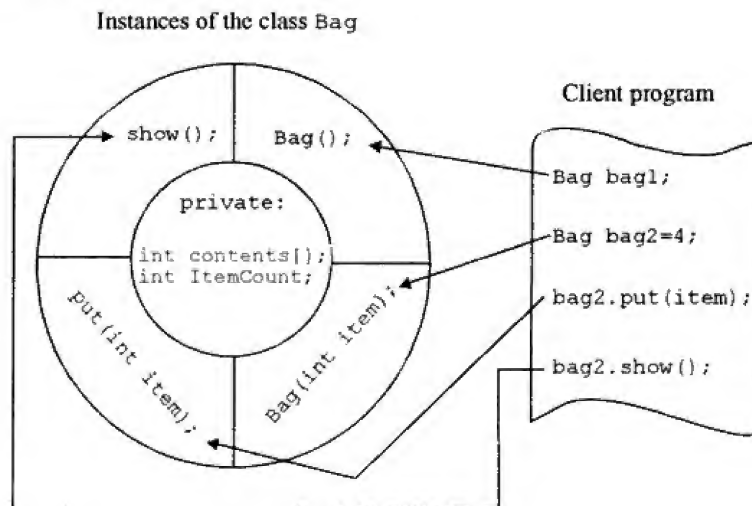 Instances of the class Bag
show();
Bag();
private:
int contents[];
int ItemCount;
put(int item);
Bag(int item);
Client program
Bag bag1;
Bag bag2=4;
bag2.put(item);
bag2.show();